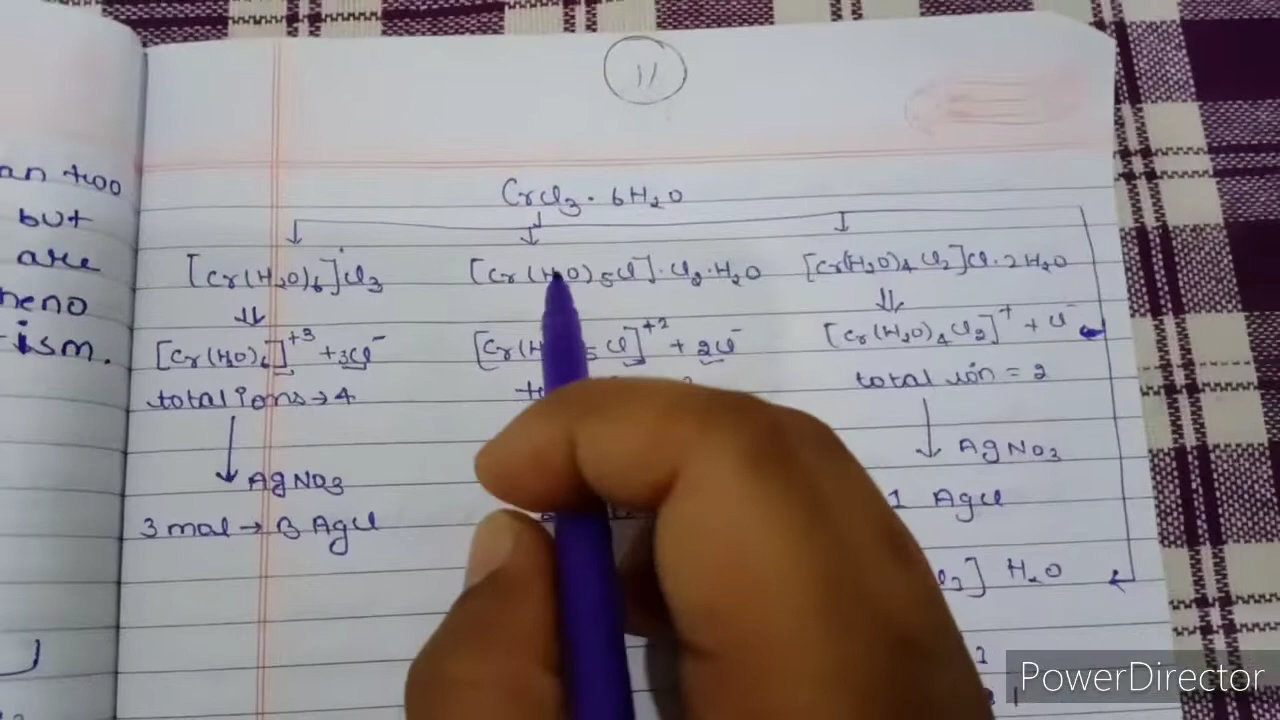 an two
but
are
heno
-ism.
11
CrCl3 · 6H2O
[Cr(H2O)6]Cl3
[Cr(H2O)5Cl]·Cl2·H2O
[Cr(H2O)4Cl2]Cl·2H2O
[Cr(H2O)6]+3 + 3Cl-
Cl]+2 + 2Cl-
[Cr(H2O)4Cl2]+ + Cl-
total ions → 4
total ion = 2
AgNO3
AgNO3
3 mol → 3 AgCl
1 AgCl
] H2O
PowerDirector